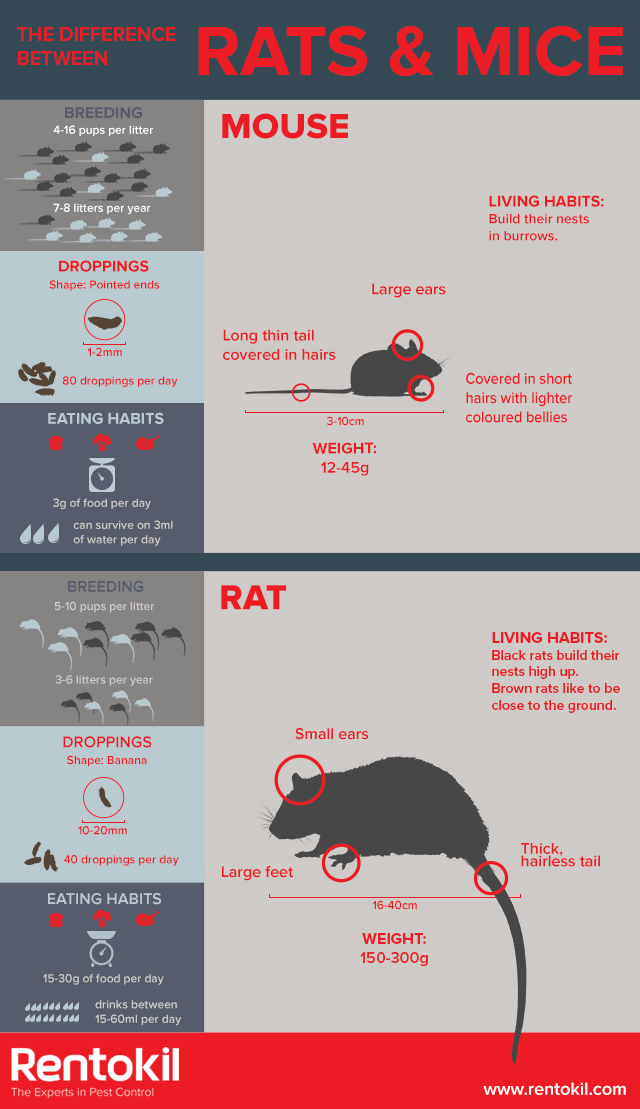 THE DIFFERENCE
BETWEEN
RATS & MICE
BREEDING
4-16 pups per litter
7-8 litters per year
DROPPINGS
Shape: Pointed ends
1-2mm
80 droppings per day
EATING HABITS
3g of food per day
can survive on 3ml
of water per day
MOUSE
LIVING HABITS:
Build their nests
in burrows.
Large ears
Long thin tail
covered in hairs
Covered in short
hairs with lighter
coloured bellies
3-10cm
WEIGHT:
12-45g
BREEDING
5-10 pups per litter
3-6 litters per year
DROPPINGS
Shape: Banana
10-20mm
40 droppings per day
EATING HABITS
15-30g of food per day
drinks between
15-60ml per day
RAT
LIVING HABITS:
Black rats build their
nests high up.
Brown rats like to be
close to the ground.
Small ears
Thick,
hairless tail
Large feet
16-40cm
WEIGHT:
150-300g
Rentokil
The Experts in Pest Control
www.rentokil.com